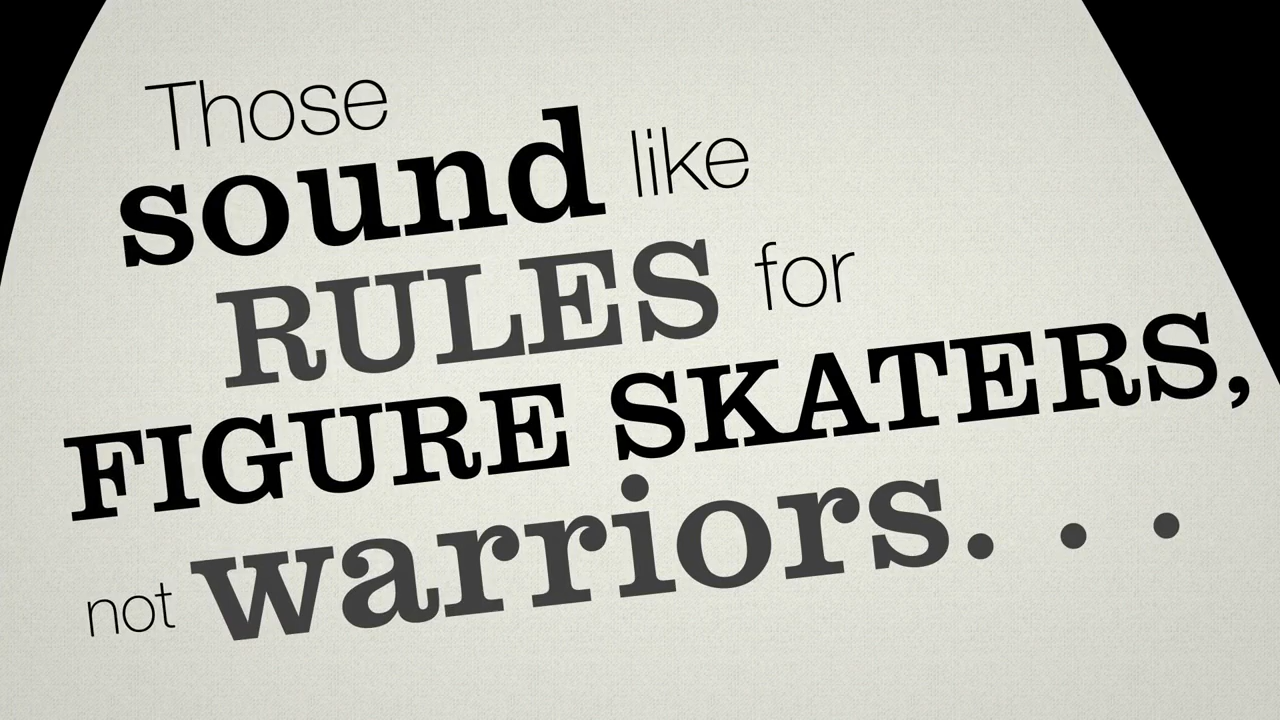 Those
sound like
RULES for
FIGURE SKATERS,
not warriors. . .